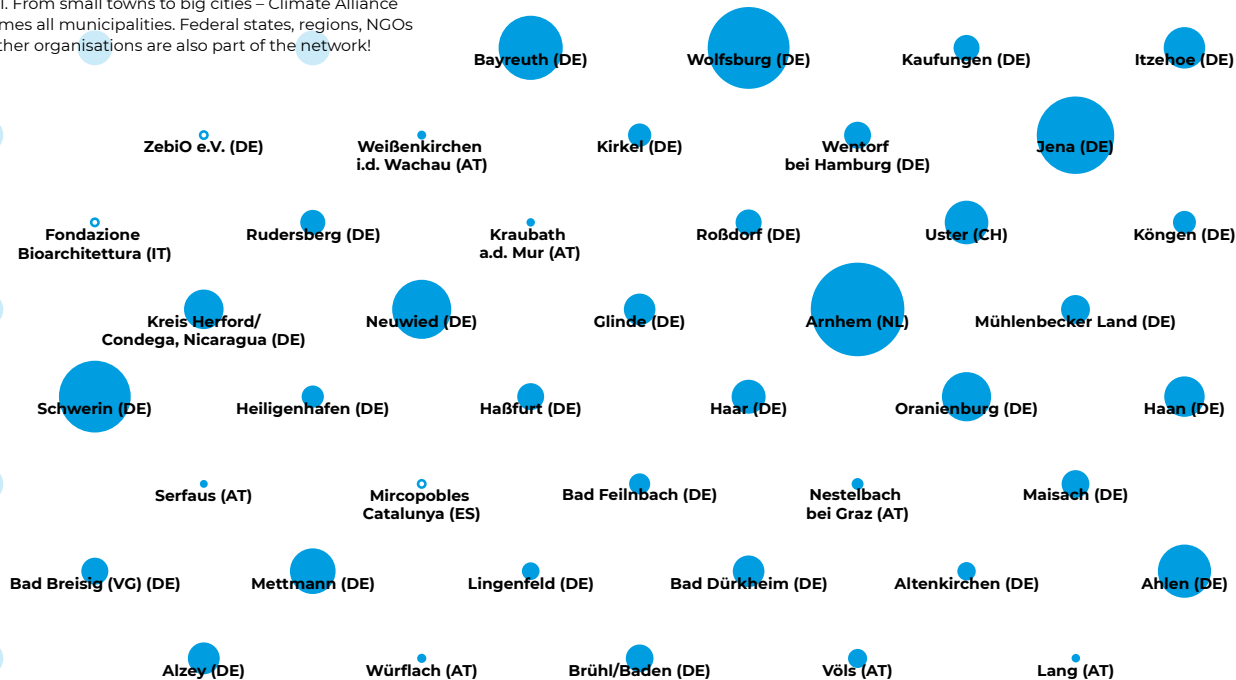 l. From small towns to big cities – Climate Alliance
mes all municipalities. Federal states, regions, NGOs
ther organisations are also part of the network!
Bayreuth (DE)
Wolfsburg (DE)
Kaufungen (DE)
Itzehoe (DE)
ZebiO e.V. (DE)
Weißenkirchen
i.d. Wachau (AT)
Kirkel (DE)
Wentorf
bei Hamburg (DE)
Jena (DE)
Fondazione
Bioarchitettura (IT)
Rudersberg (DE)
Kraubath
a.d. Mur (AT)
Roßdorf (DE)
Uster (CH)
Köngen (DE)
Kreis Herford/
Condega, Nicaragua (DE)
Neuwied (DE)
Glinde (DE)
Arnhem (NL)
Mühlenbecker Land (DE)
Schwerin (DE)
Heiligenhafen (DE)
Haßfurt (DE)
Haar (DE)
Oranienburg (DE)
Haan (DE)
Serfaus (AT)
Mircopobles
Catalunya (ES)
Bad Feilnbach (DE)
Nestelbach
bei Graz (AT)
Maisach (DE)
Bad Breisig (VG) (DE)
Mettmann (DE)
Lingenfeld (DE)
Bad Dürkheim (DE)
Altenkirchen (DE)
Ahlen (DE)
Alzey (DE)
Würflach (AT)
Brühl/Baden (DE)
Völs (AT)
Lang (AT)